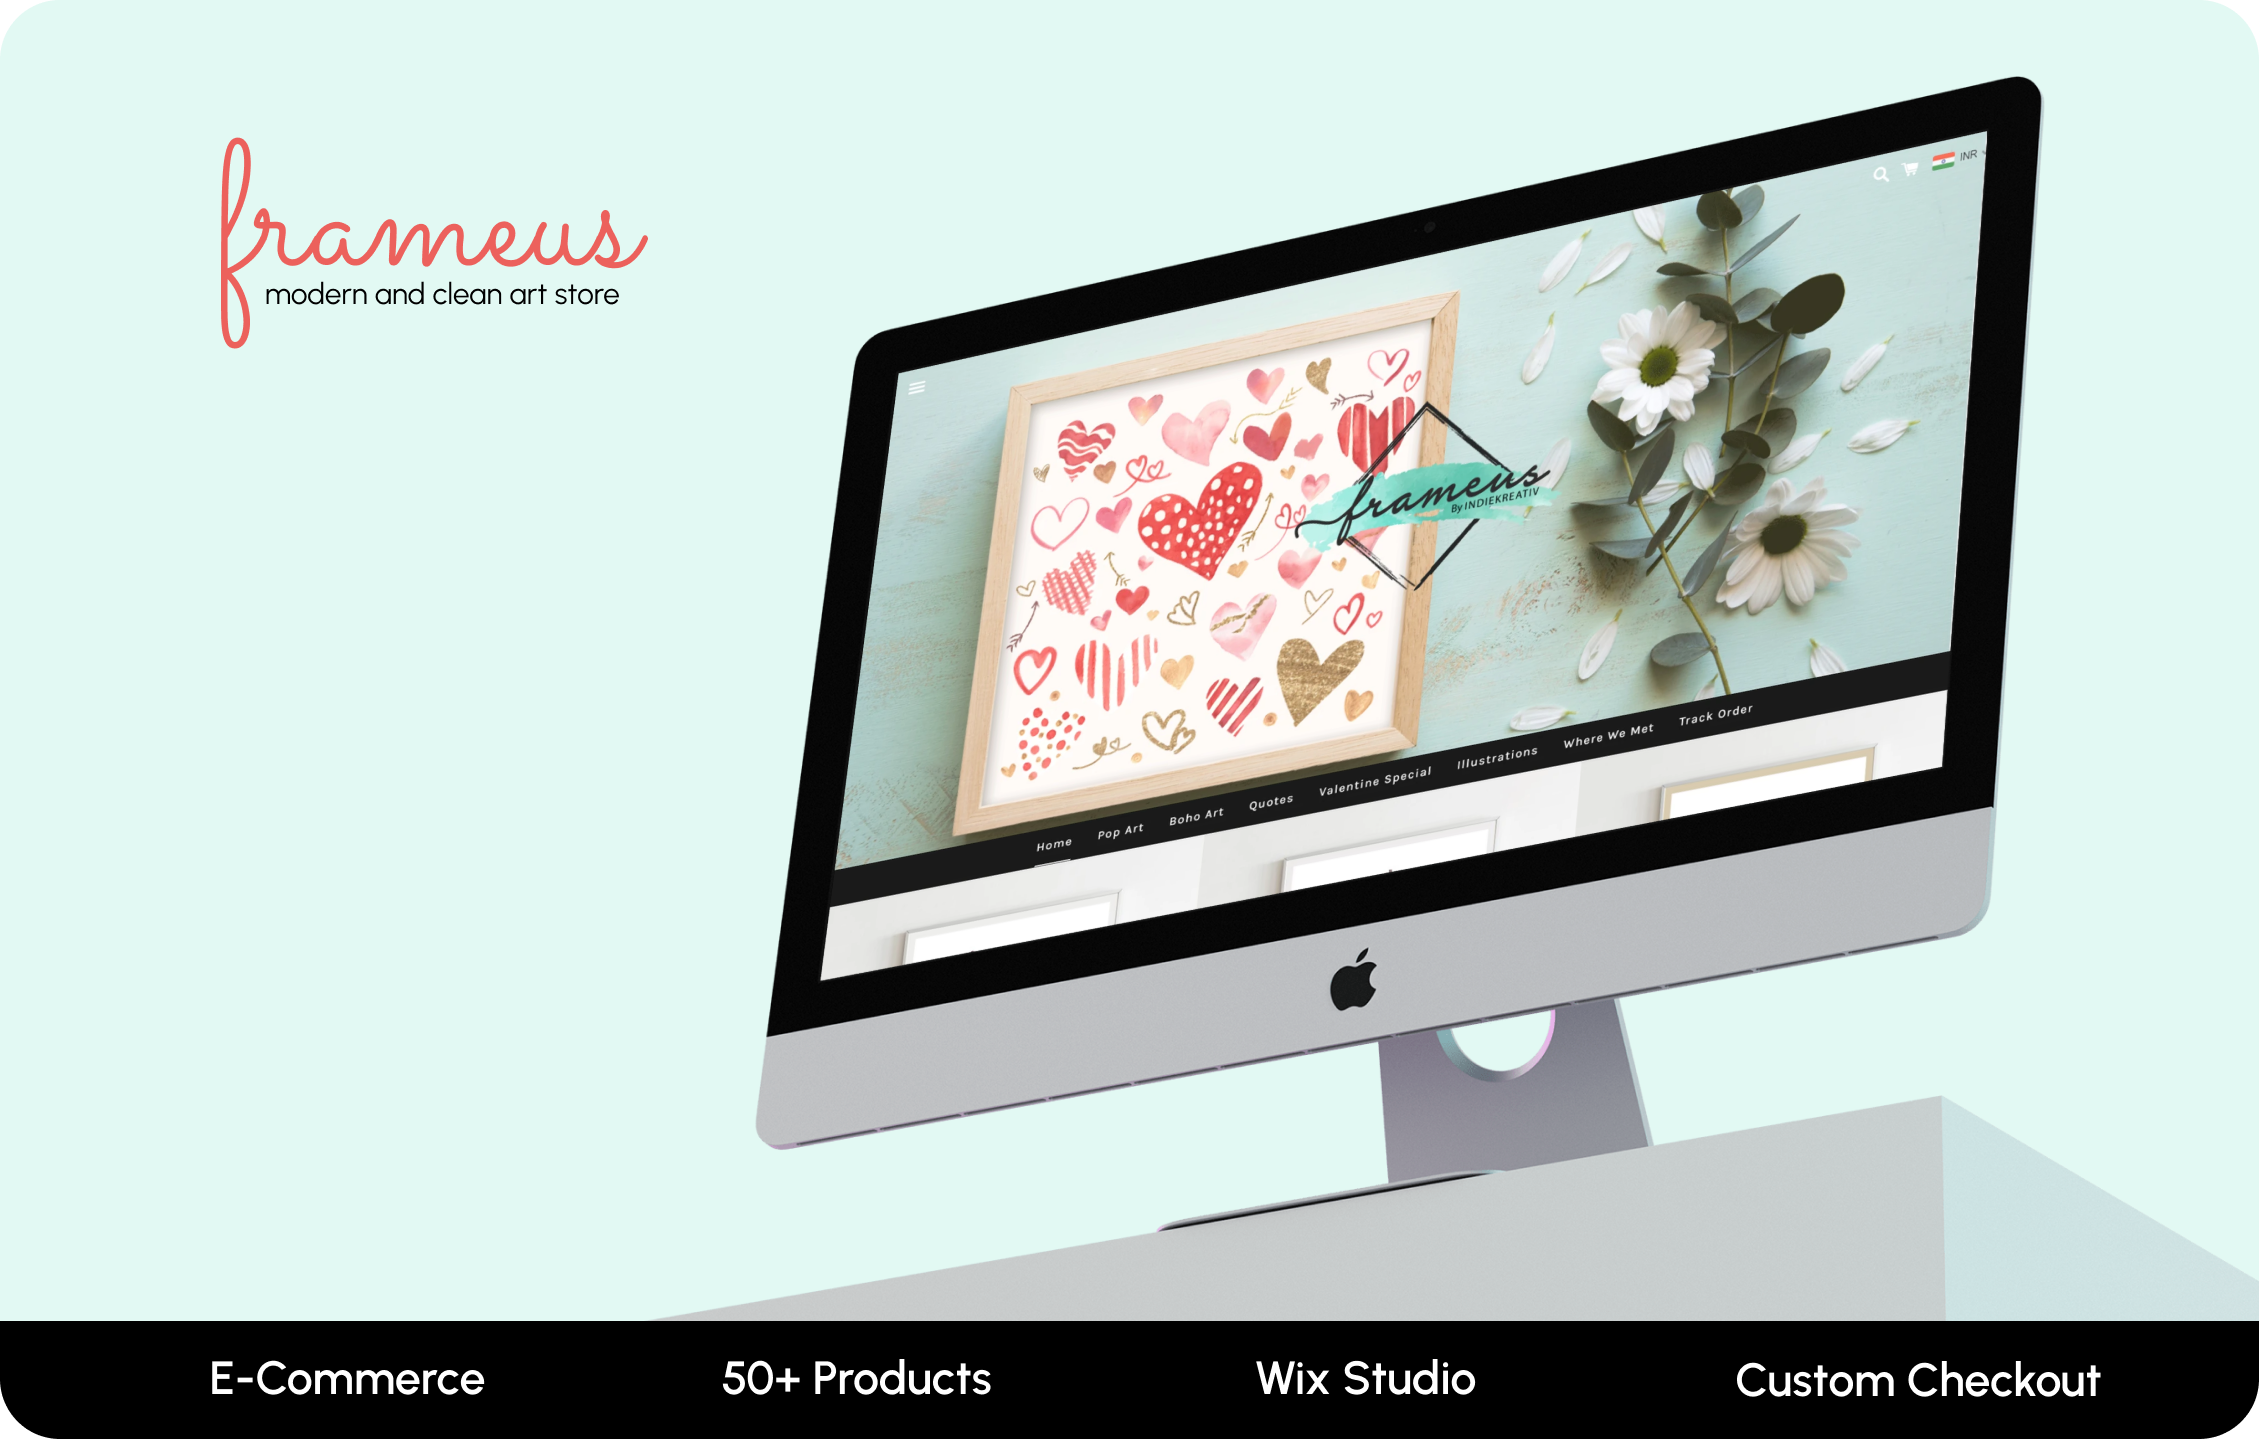 frameus
modern and clean art store
INR
frameus
By INDIEKREATIV
Home Pop Art Boho Art Quotes Valentine Special Illustrations Where We Met Track Order
E-Commerce 50+ Products Wix Studio Custom Checkout